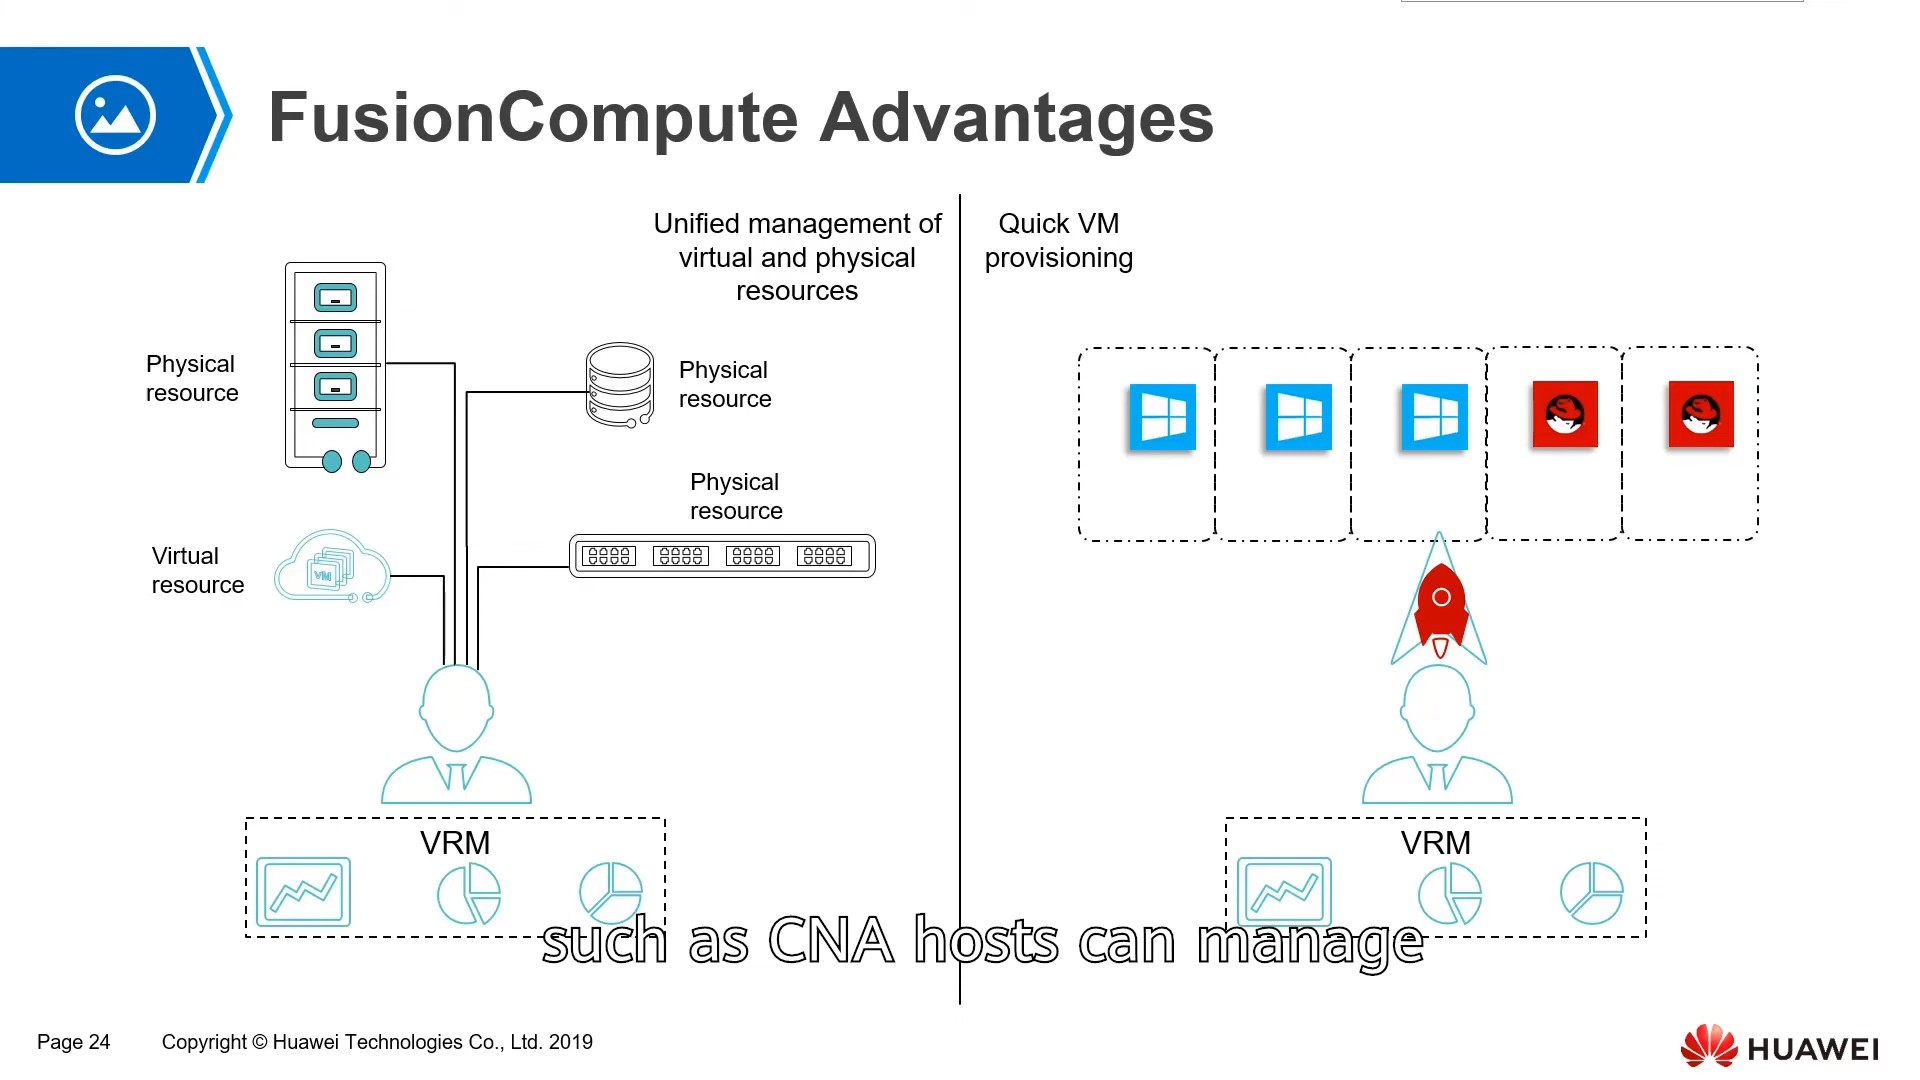 FusionCompute Advantages
Unified management of
virtual and physical
resources
Quick VM
provisioning
Physical
resource
Physical
resource
Physical
resource
Virtual
resource
VM
VRM
VRM
such as CNA hosts can manage
Page 24
Copyright © Huawei Technologies Co., Ltd. 2019
HUAWEI